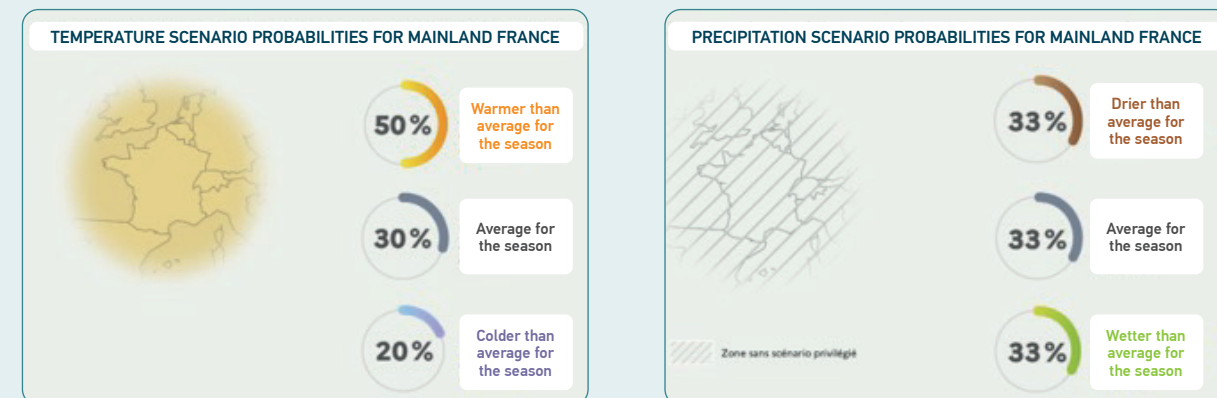 TEMPERATURE SCENARIO PROBABILITIES FOR MAINLAND FRANCE
50%
Warmer than
average for
the season
30%
Average for
the season
20%
Colder than
average for
the season
PRECIPITATION SCENARIO PROBABILITIES FOR MAINLAND FRANCE
33%
Drier than
average for
the season
33%
Average for
the season
33%
Wetter than
average for
the season
Zone sans scénario privilégié